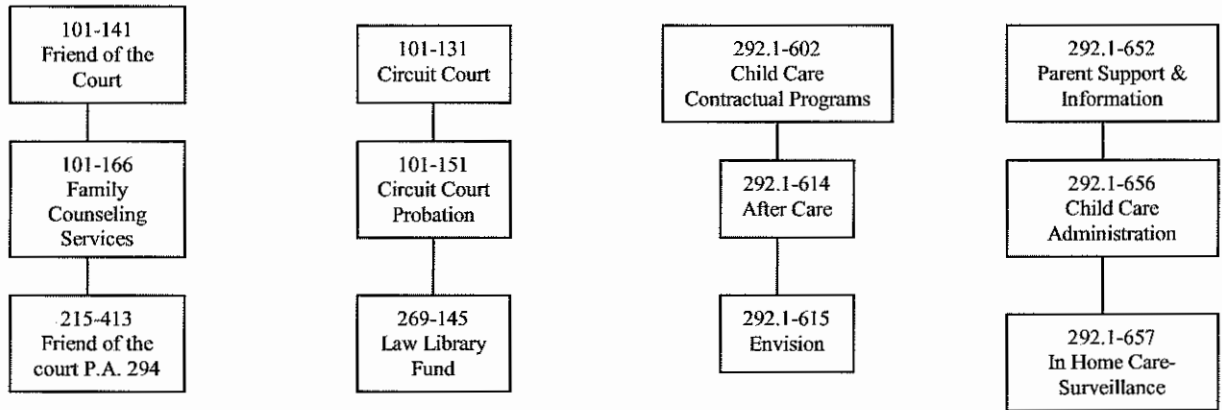 101-141
Friend of the
Court
101-166
Family
Counseling
Services
215-413
Friend of the
court P.A. 294
101-131
Circuit Court
101-151
Circuit Court
Probation
269-145
Law Library
Fund
292.1-602
Child Care
Contractual Programs
292.1-614
After Care
292.1-615
Envision
292.1-652
Parent Support &
Information
292.1-656
Child Care
Administration
292.1-657
In Home Care-
Surveillance